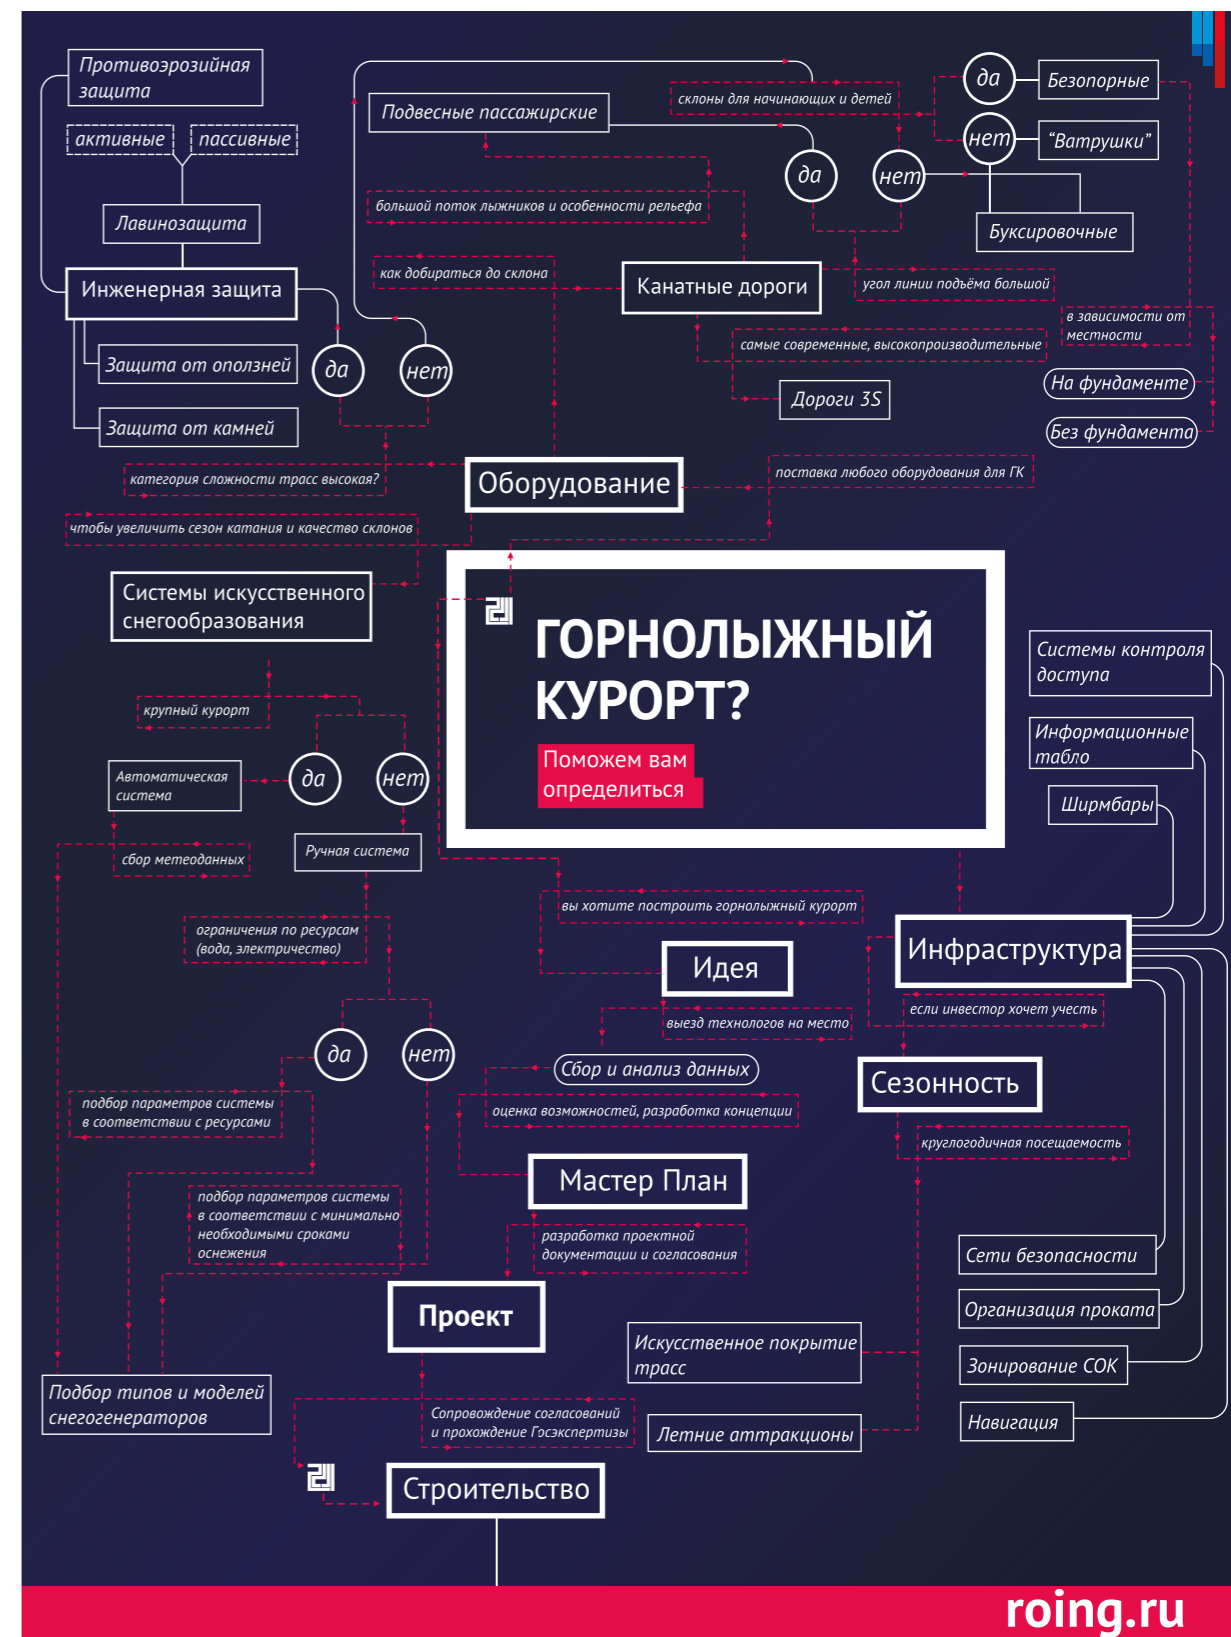 Противоэрозийная
защита
активные
пассивные
Лавинозащита
Инженерная защита
Защита от оползней
Защита от камней
да
нет
Подвесные пассажирские
склоны для начинающих и детей
да
нет
Безопорные
"Ватрушки"
да
нет
Буксировочные
большой поток лыжников и особенности рельефа
как добираться до склона
Канатные дороги
угол линии подъёма большой
самые современные, высокопроизводительные
Дороги 3S
в зависимости от
местности
На фундаменте
Без фундамента
категория сложности трасс высокая?
Оборудование
поставка любого оборудования для ГК
чтобы увеличить сезон катания и качество склонов
Системы искусственного
снегообразования
ГОРНОЛЫЖНЫЙ
КУРОРТ?
Поможем вам
определиться
крупный курорт
да
нет
Автоматическая
система
Ручная система
сбор метеоданных
ограничения по ресурсам
(вода, электричество)
да
нет
подбор параметров системы
в соответствии с ресурсами
подбор параметров системы
в соответствии с минимально
необходимыми сроками
оснежения
Подбор типов и моделей
снегогенераторов
вы хотите построить горнолыжный курорт
Идея
выезд технологов на место
Сбор и анализ данных
оценка возможностей, разработка концепции
Мастер План
разработка проектной
документации и согласования
Проект
Сопровождение согласований
и прохождение Госэкспертизы
Строительство
Системы контроля
доступа
Информационные
табло
Ширмбары
Инфраструктура
если инвестор хочет учесть
Сезонность
круглогодичная посещаемость
Искусственное покрытие
трасс
Летние аттракционы
Сети безопасности
Организация проката
Зонирование СОК
Навигация
roing.ru